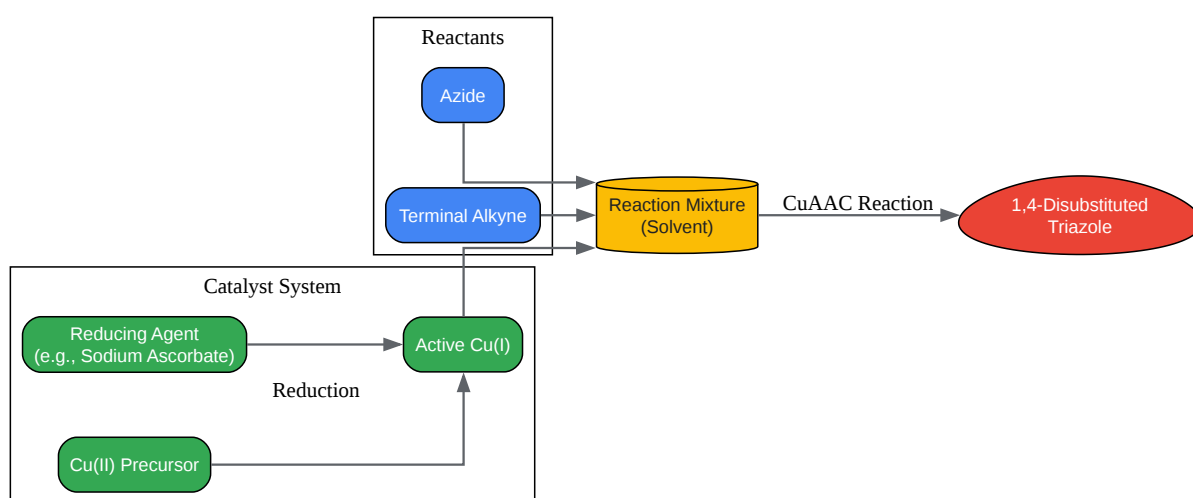 Reactants
Azide
Terminal Alkyne
Reaction Mixture
(Solvent)
CuAAC Reaction
1,4-Disubstituted
Triazole
Catalyst System
Reducing Agent
(e.g., Sodium Ascorbate)
Active Cu(I)
Reduction
Cu(II) Precursor